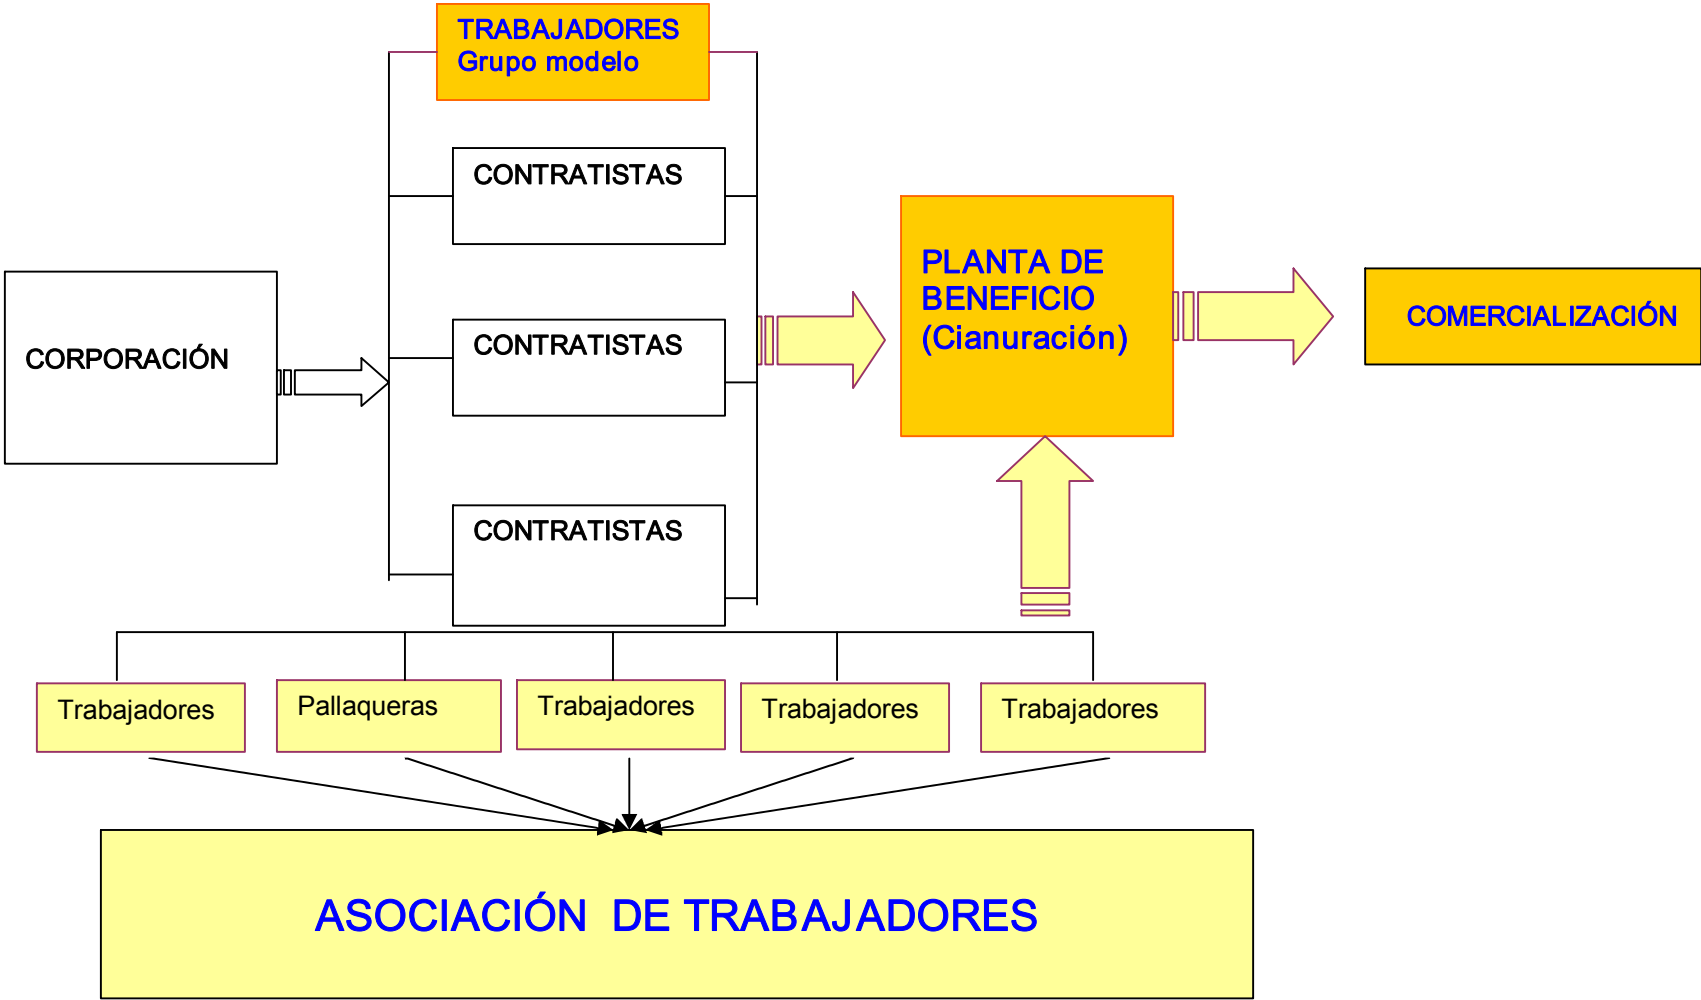 TRABAJADORES
Grupo modelo
CONTRATISTAS
CORPORACIÓN
CONTRATISTAS
CONTRATISTAS
PLANTA DE
BENEFICIO
(Cianuración)
COMERCIALIZACIÓN
Trabajadores
Pallaqueras
Trabajadores
Trabajadores
Trabajadores
ASOCIACIÓN DE TRABAJADORES